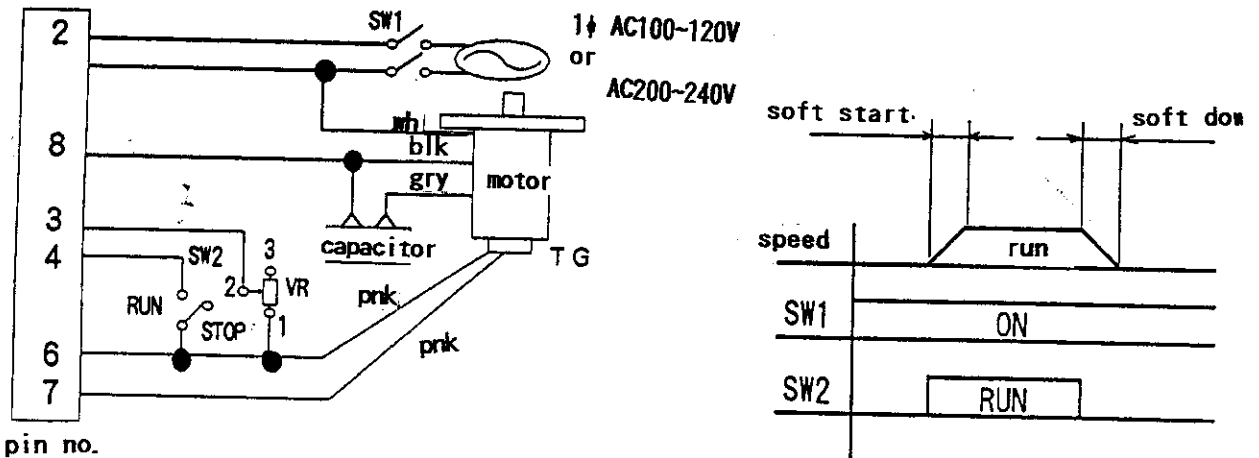 2
SW1
1ϕ AC100~120V
or
AC200~240V
wh
blk
8
gry
motor
capacitor
TG
3
4
SW2
3
2
VR
RUN
STOP
1
pnk
pnk
6
7
pin no.
soft start
soft dow
speed
run
SW1
ON
SW2
RUN